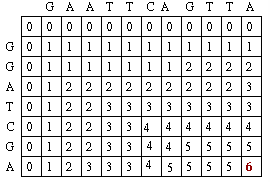 G A A T T C A G T T A
0 0 0 0 0 0 0 0 0 0 0 0
G 0 1 1 1 1 1 1 1 1 1 1 1
G 0 1 1 1 1 1 1 1 2 2 2 2
A 0 1 2 2 2 2 2 2 2 2 2 3
T 0 1 2 2 3 3 3 3 3 3 3 3
C 0 1 2 2 3 3 4 4 4 4 4 4
G 0 1 2 2 3 3 4 4 5 5 5 5
A 0 1 2 3 3 3 4 5 5 5 5 6